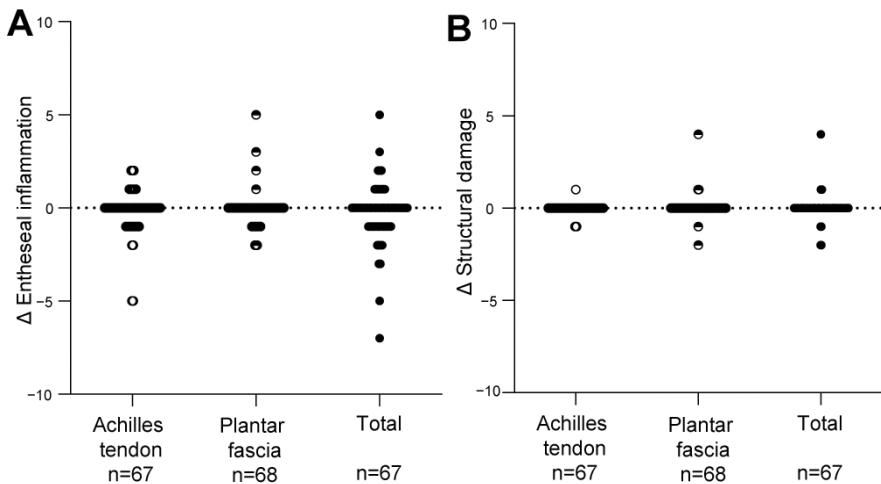 A
Δ Entheseal inflammation
10
5
0
−5
−10
Achilles
tendon
n=67
Plantar
fascia
n=68
Total
n=67
B
Δ Structural damage
10
5
0
−5
−10
Achilles
tendon
n=67
Plantar
fascia
n=68
Total
n=67